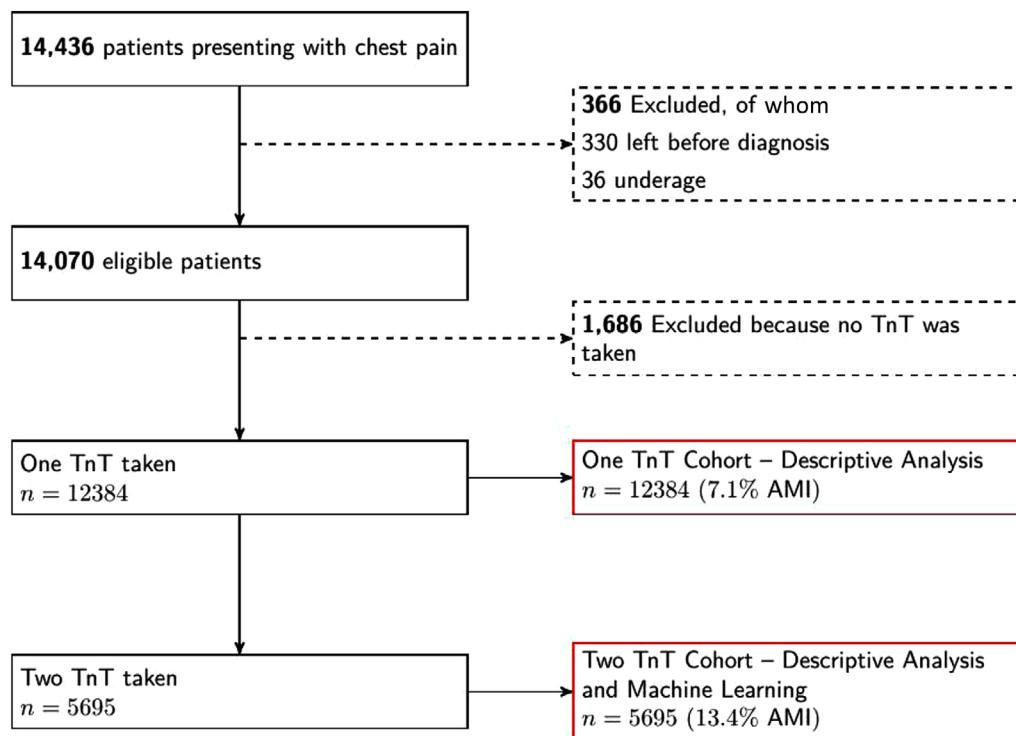 14,436 patients presenting with chest pain
366 Excluded, of whom
330 left before diagnosis
36 underage
14,070 eligible patients
1,686 Excluded because no TnT was
taken
One TnT taken
n = 12384
One TnT Cohort – Descriptive Analysis
n = 12384 (7.1% AMI)
Two TnT taken
n = 5695
Two TnT Cohort – Descriptive Analysis
and Machine Learning
n = 5695 (13.4% AMI)